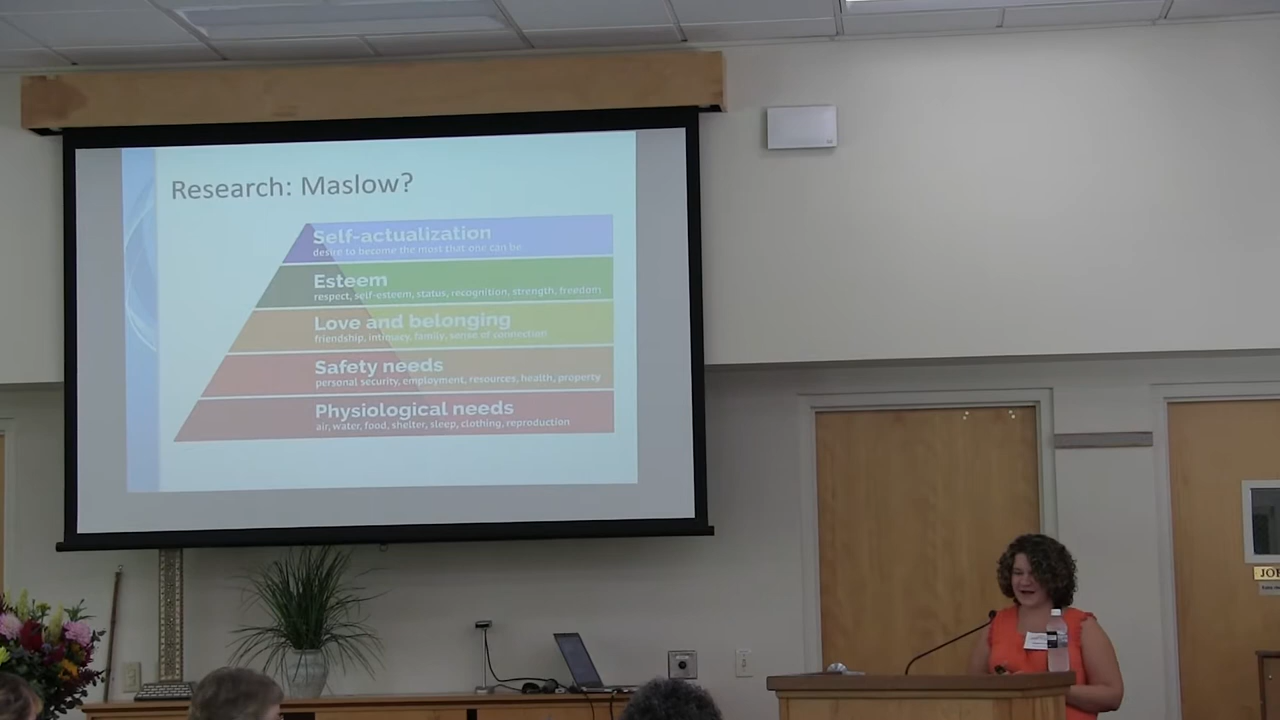 Research: Maslow?
Self-actualization
desire to become the most that one can be
Esteem
respect, self-esteem, status, recognition, strength, freedom
Love and belonging
friendship, intimacy, family, sense of connection
Safety needs
personal security, employment, resources, health, property
Physiological needs
air, water, food, shelter, sleep, clothing, reproduction